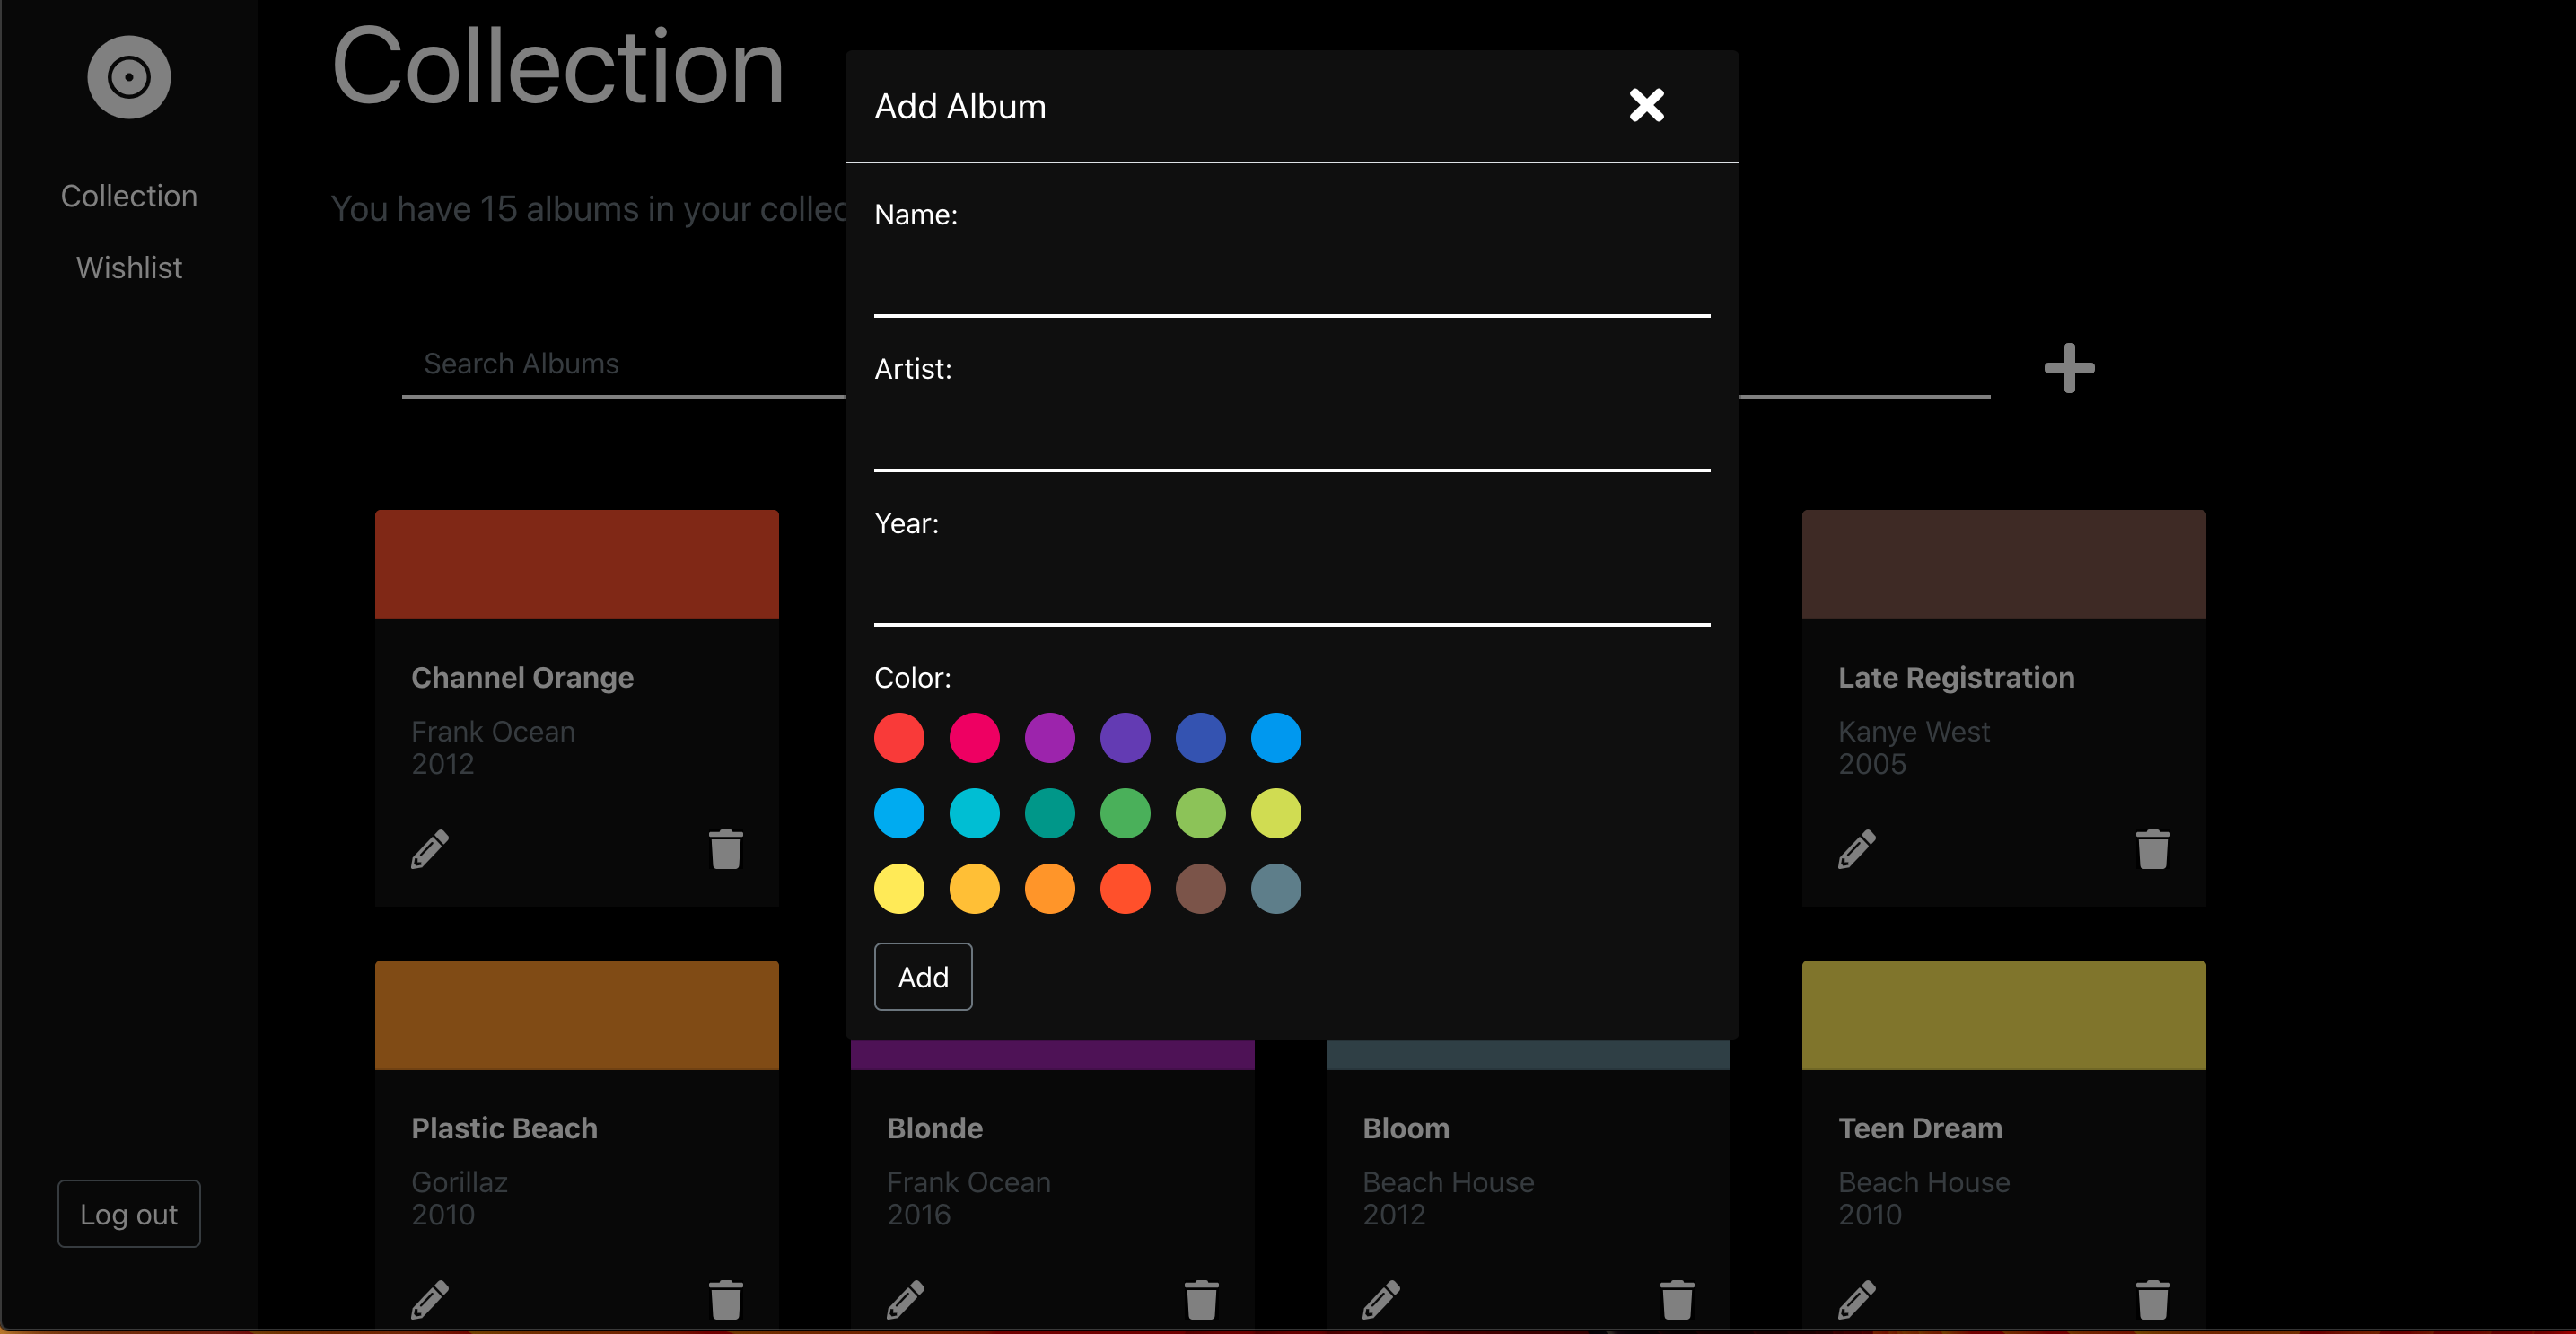 Collection
Wishlist
Log out
Collection
You have 15 albums in your
Search Albums
Add Album
Name:
Artist:
Year:
Color:
Add
Channel Orange
Frank Ocean
2012
Late Registration
Kanye West
2005
Plastic Beach
Gorillaz
2010
Blonde
Frank Ocean
2016
Bloom
Beach House
2012
Teen Dream
Beach House
2010